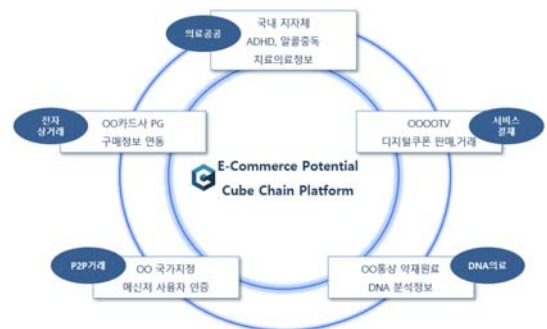 의료공공
국내 지자체
ADHD, 알콜중독
치료의료정보
전자
상거래
OO카드사 PG
구매정보 연동
OOOOTV
디지털쿠폰 판매,거래
서비스
결재
E-Commerce Potential
Cube Chain Platform
P2P거래
OO 국가지정
메신저 사용자 인증
OO통상 약재원료
DNA 분석정보
DNA의료